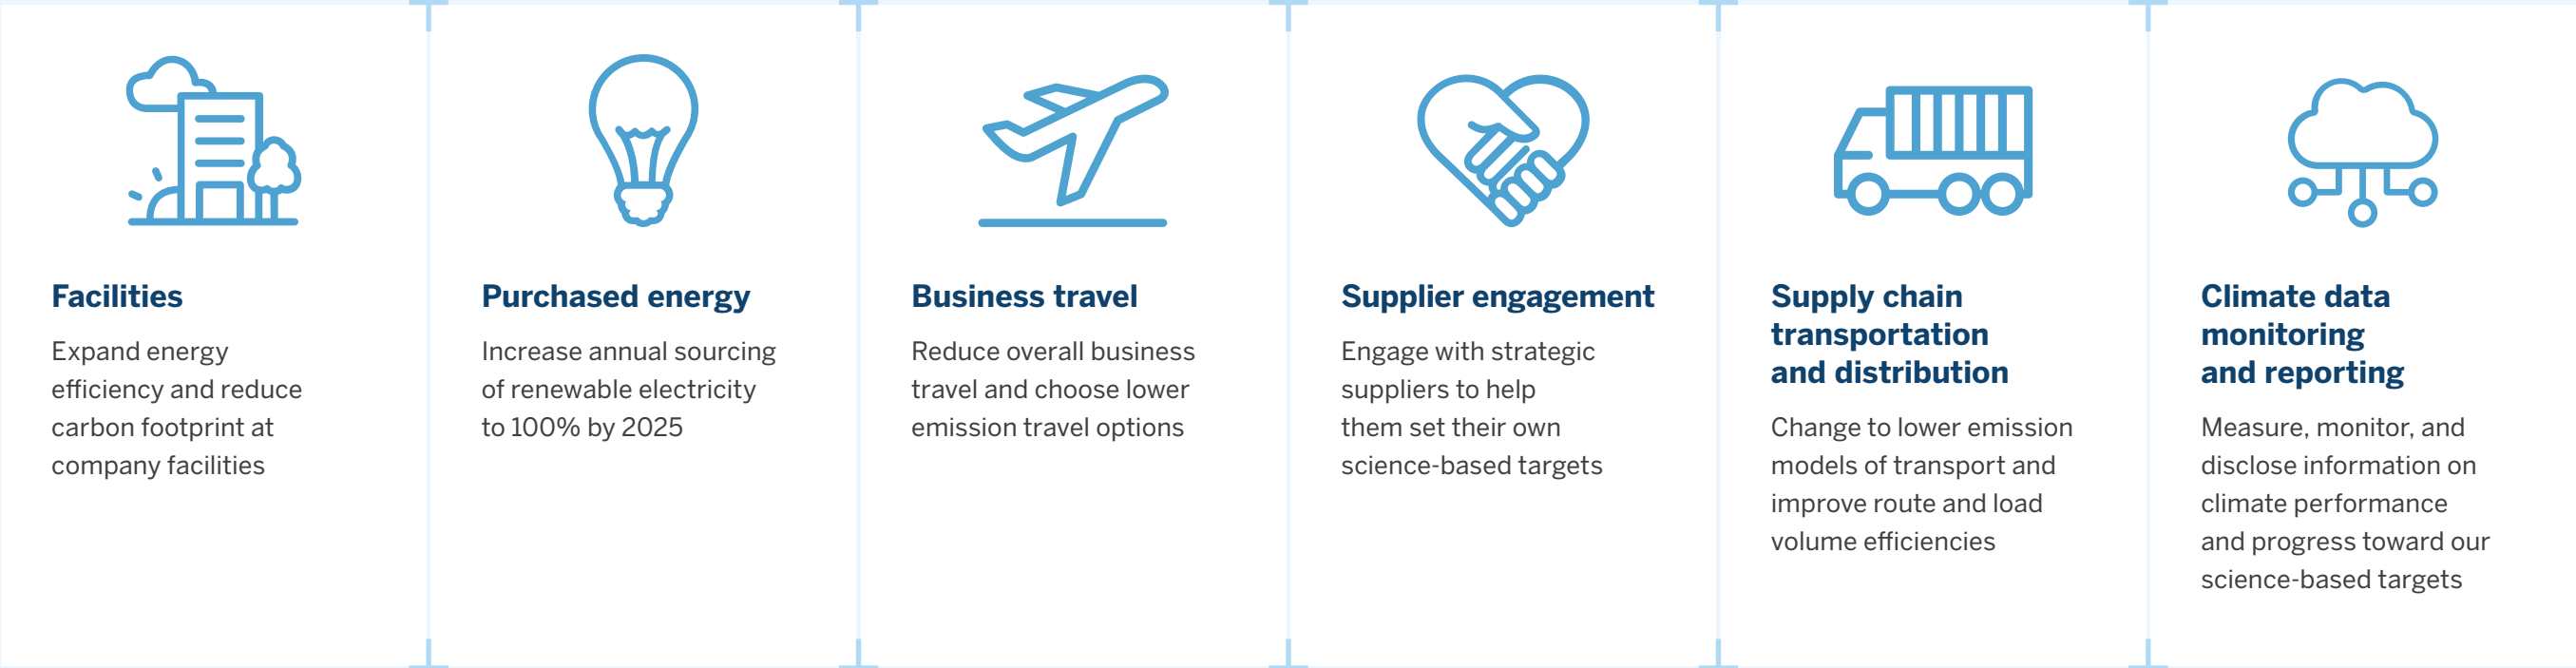 Facilities
Expand energy
efficiency and reduce
carbon footprint at
company facilities
Purchased energy
Increase annual sourcing
of renewable electricity
to 100% by 2025
Business travel
Reduce overall business
travel and choose lower
emission travel options
Supplier engagement
Engage with strategic
suppliers to help
them set their own
science-based targets
Supply chain
transportation
and distribution
Change to lower emission
models of transport and
improve route and load
volume efficiencies
Climate data
monitoring
and reporting
Measure, monitor, and
disclose information on
climate performance
and progress toward our
science-based targets